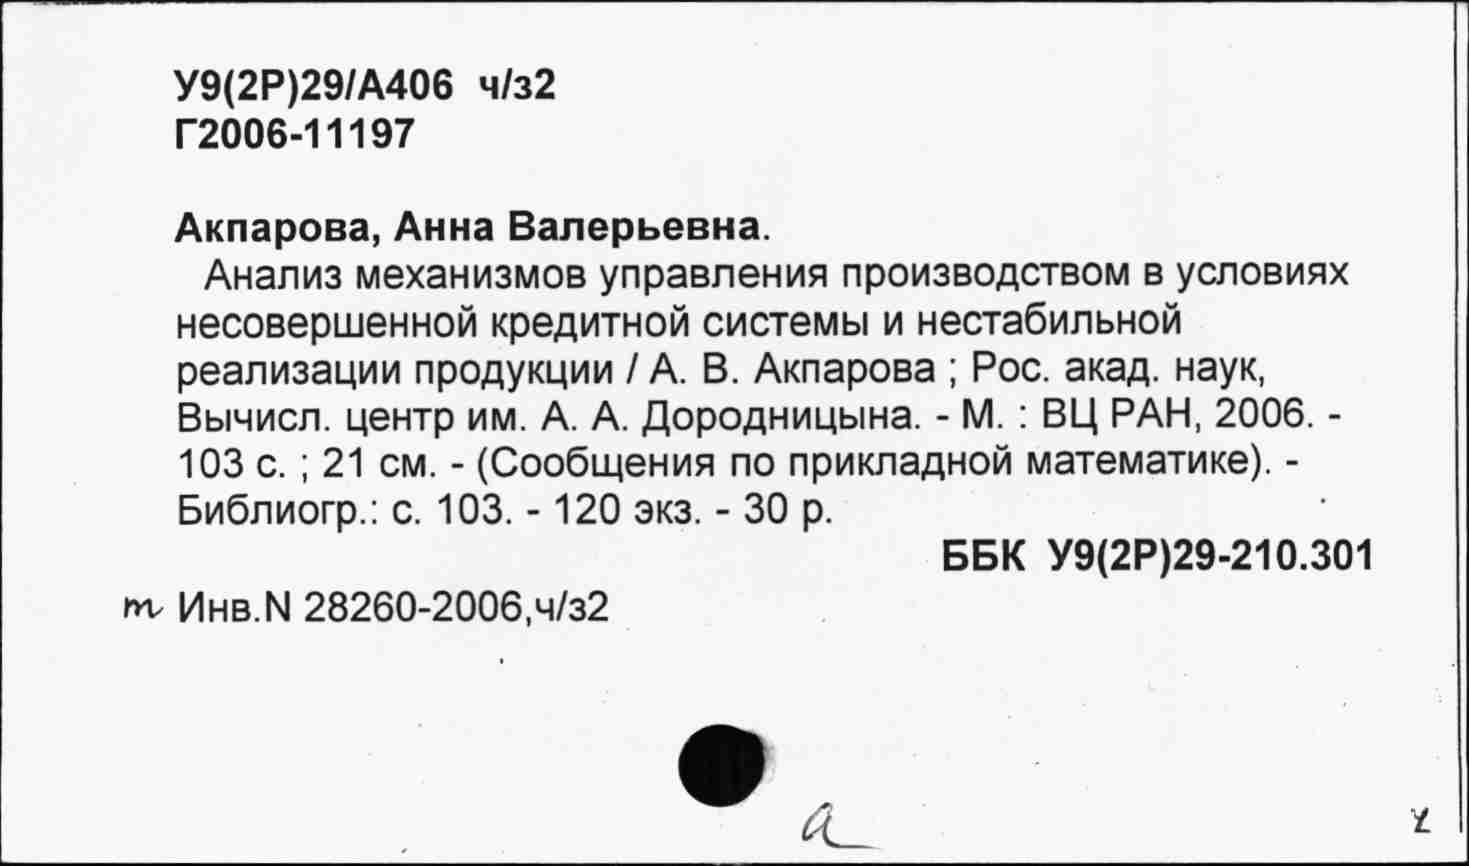 У9(2Р)29/А406 ч/з2
Г2006-11197
Акпарова, Анна Валерьевна.
Анализ механизмов управления производством в условиях
несовершенной кредитной системы и нестабильной
реализации продукции / А. В. Акпарова ; Рос. акад. наук,
Вычисл. центр им. А. А. Дородницына. - М. : ВЦ РАН, 2006. -
103 с. ; 21 см. - (Сообщения по прикладной математике). -
Библиогр.: с. 103. - 120 экз. - 30 р.
ББК У9(2Р)29-210.301
Инв.N 28260-2006,ч/з2
а